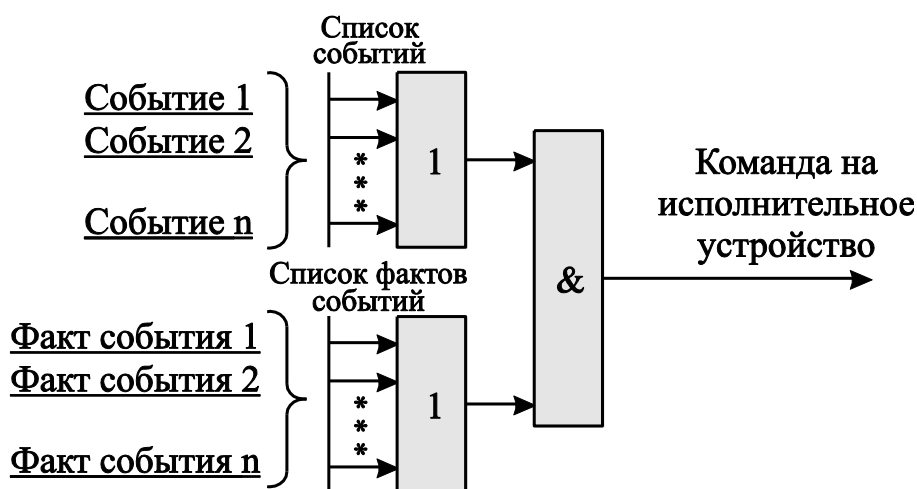 Список
событий
Событие 1
Событие 2
* * *
Событие n
1
Список фактов
событий
Факт события 1
Факт события 2
* * *
Факт события n
1
&
Команда на
исполнительное
устройство